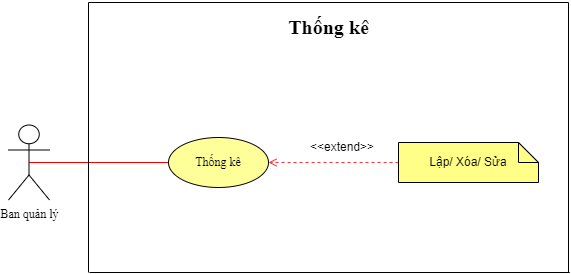 Thống kê
Thống kê
<<extend>>
Lập/ Xóa/ Sửa
Ban quản lý